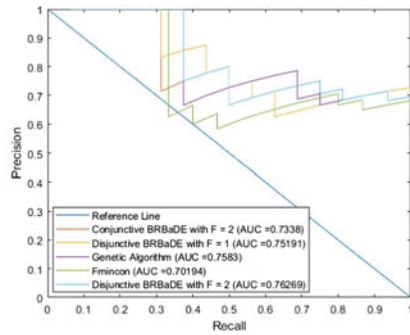 1
0.9
0.8
0.7
0.6
0.5
0.4
0.3
0.2
0.1
0
Precision
Reference Line
Conjunctive BRBaDE with F = 2 (AUC =0.7338)
Disjunctive BRBaDE with F = 1 (AUC =0.75191)
Genetic Algorithm (AUC =0.7583)
Fmincon (AUC =0.70194)
Disjunctive BRBaDE with F = 2 (AUC =0.76269)
0 0.1 0.2 0.3 0.4 0.5 0.6 0.7 0.8 0.9 1.0
Recall